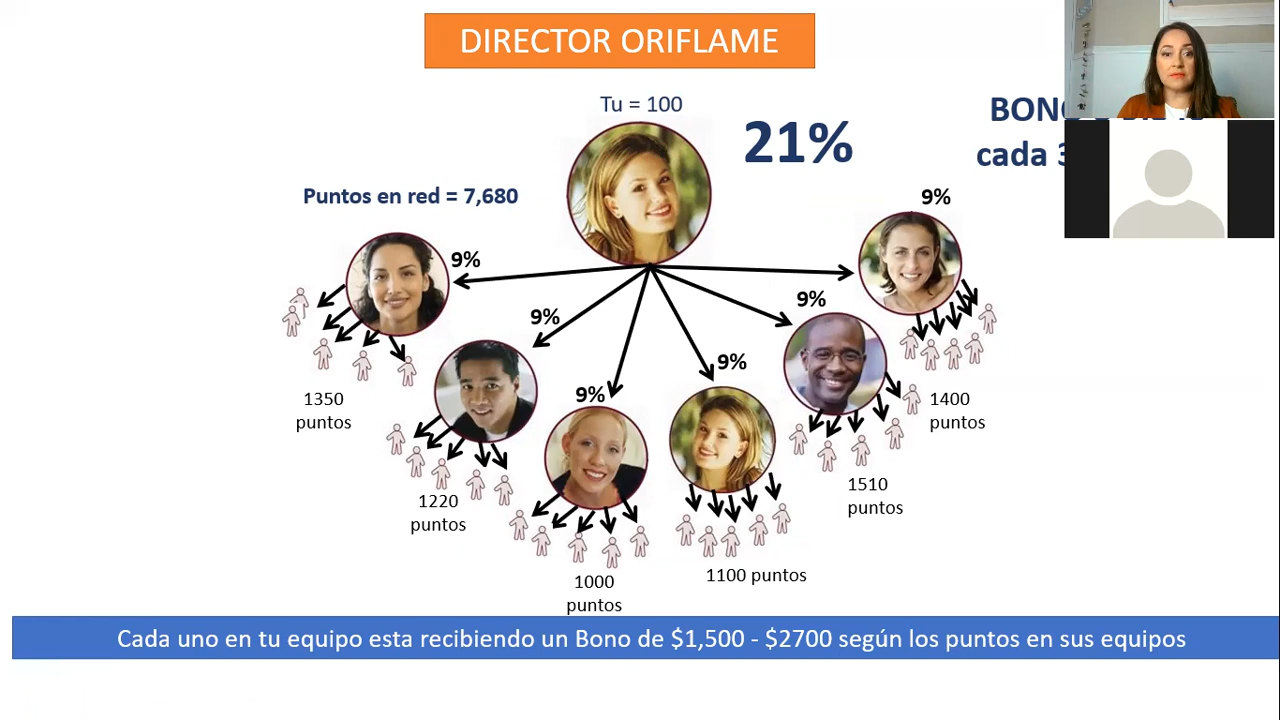 DIRECTOR ORIFLAME
Tu = 100
21%
cada
Puntos en red = 7,680
9%
9%
9%
9%
9%
9%
1350
puntos
1220
puntos
1000
puntos
1100 puntos
1510
puntos
1400
puntos
Cada uno en tu equipo esta recibiendo un Bono de $1,500 - $2700 según los puntos en sus equipos